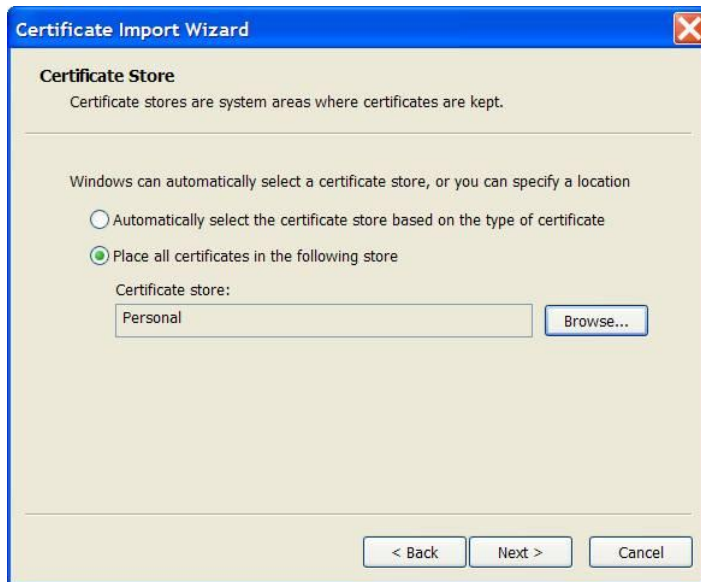 Certificate Import Wizard
Certificate Store
Certificate stores are system areas where certificates are kept.
Windows can automatically select a certificate store, or you can specify a location
Automatically select the certificate store based on the type of certificate
Place all certificates in the following store
Certificate store:
Personal
Browse...
< Back
Next >
Cancel